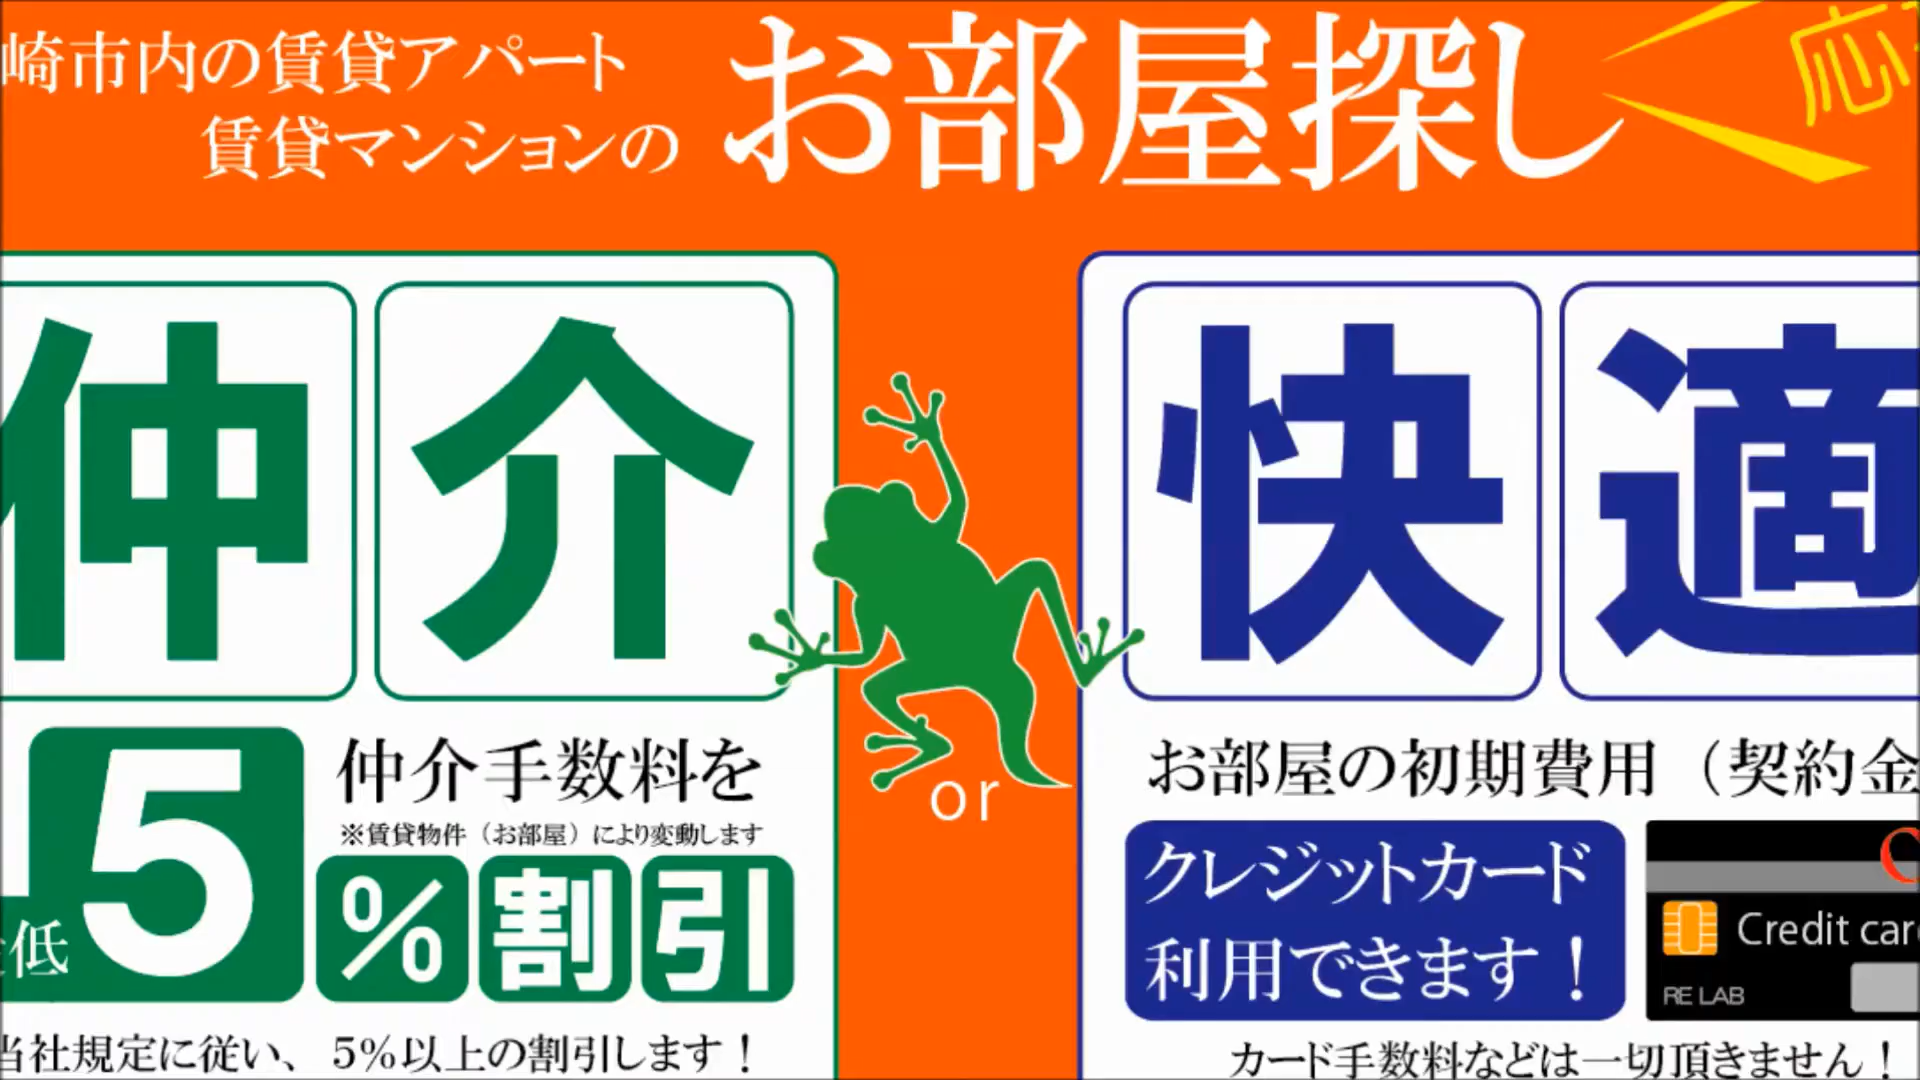 崎市内の賃貸アパート
賃貸マンションの
お部屋探し
応
仲介
5
低
仲介手数料を
※賃貸物件（お部屋）により変動します
%割引
当社規定に従い、5%以上の割引します！
or
快適
お部屋の初期費用（契約金
クレジットカード
利用できます！
Credit car
RE LAB
カード手数料などは一切頂きません！